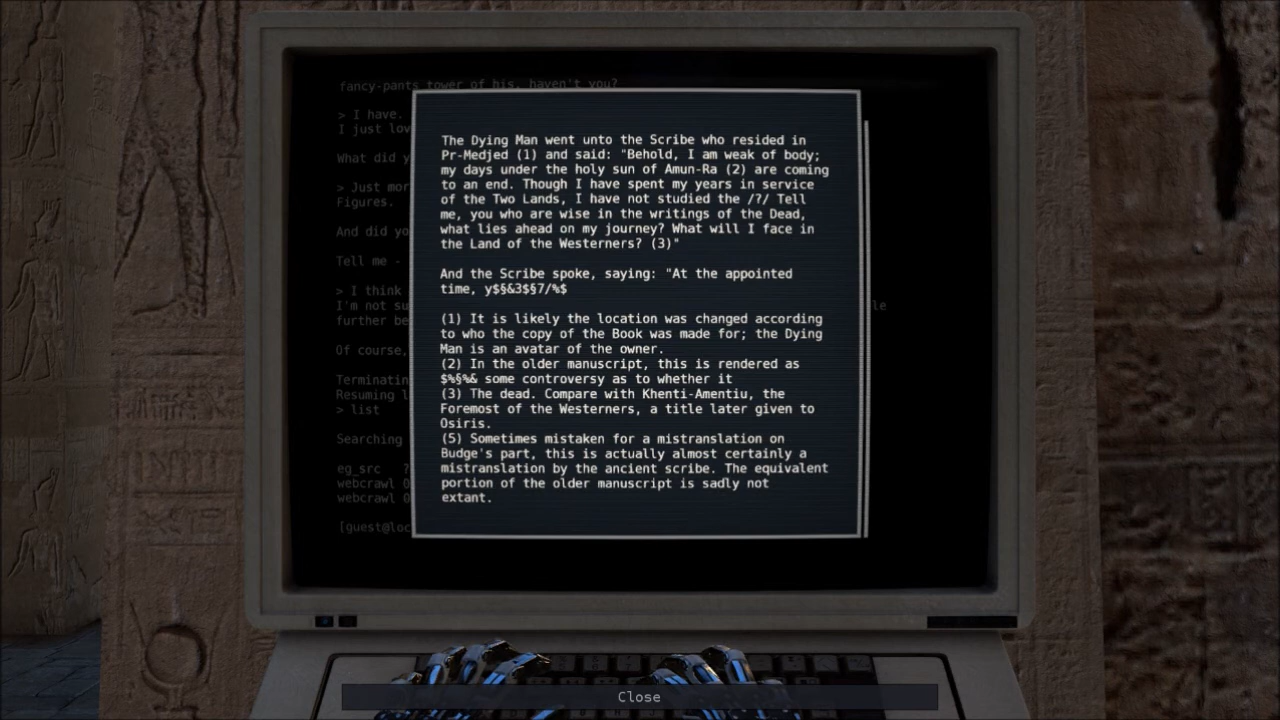 fancy-pants tower of his, haven't you?
> I have.
I just lov
What did y
> Just mor
Figures.
And did yo
Tell me -
> I think
I'm not su
le
further be
Of course,
Terminatin
Resuming l
> list
Searching
eg_src ?
webcrawl 0
webcrawl 0
[guest@loc
The Dying Man went unto the Scribe who resided in
Pr-Medjed (1) and said: "Behold, I am weak of body;
my days under the holy sun of Amun-Ra (2) are coming
to an end. Though I have spent my years in service
of the Two Lands, I have not studied the /?/ Tell
me, you who are wise in the writings of the Dead,
what lies ahead on my journey? What will I face in
the Land of the Westerners? (3)"
And the Scribe spoke, saying: "At the appointed
time, y$§&3$§7/%$
(1) It is likely the location was changed according
to who the copy of the Book was made for; the Dying
Man is an avatar of the owner.
(2) In the older manuscript, this is rendered as
$%§%& some controversy as to whether it
(3) The dead. Compare with Khenti-Amentiu, the
Foremost of the Westerners, a title later given to
Osiris.
(5) Sometimes mistaken for a mistranslation on
Budge's part, this is actually almost certainly a
mistranslation by the ancient scribe. The equivalent
portion of the older manuscript is sadly not
extant.
Close